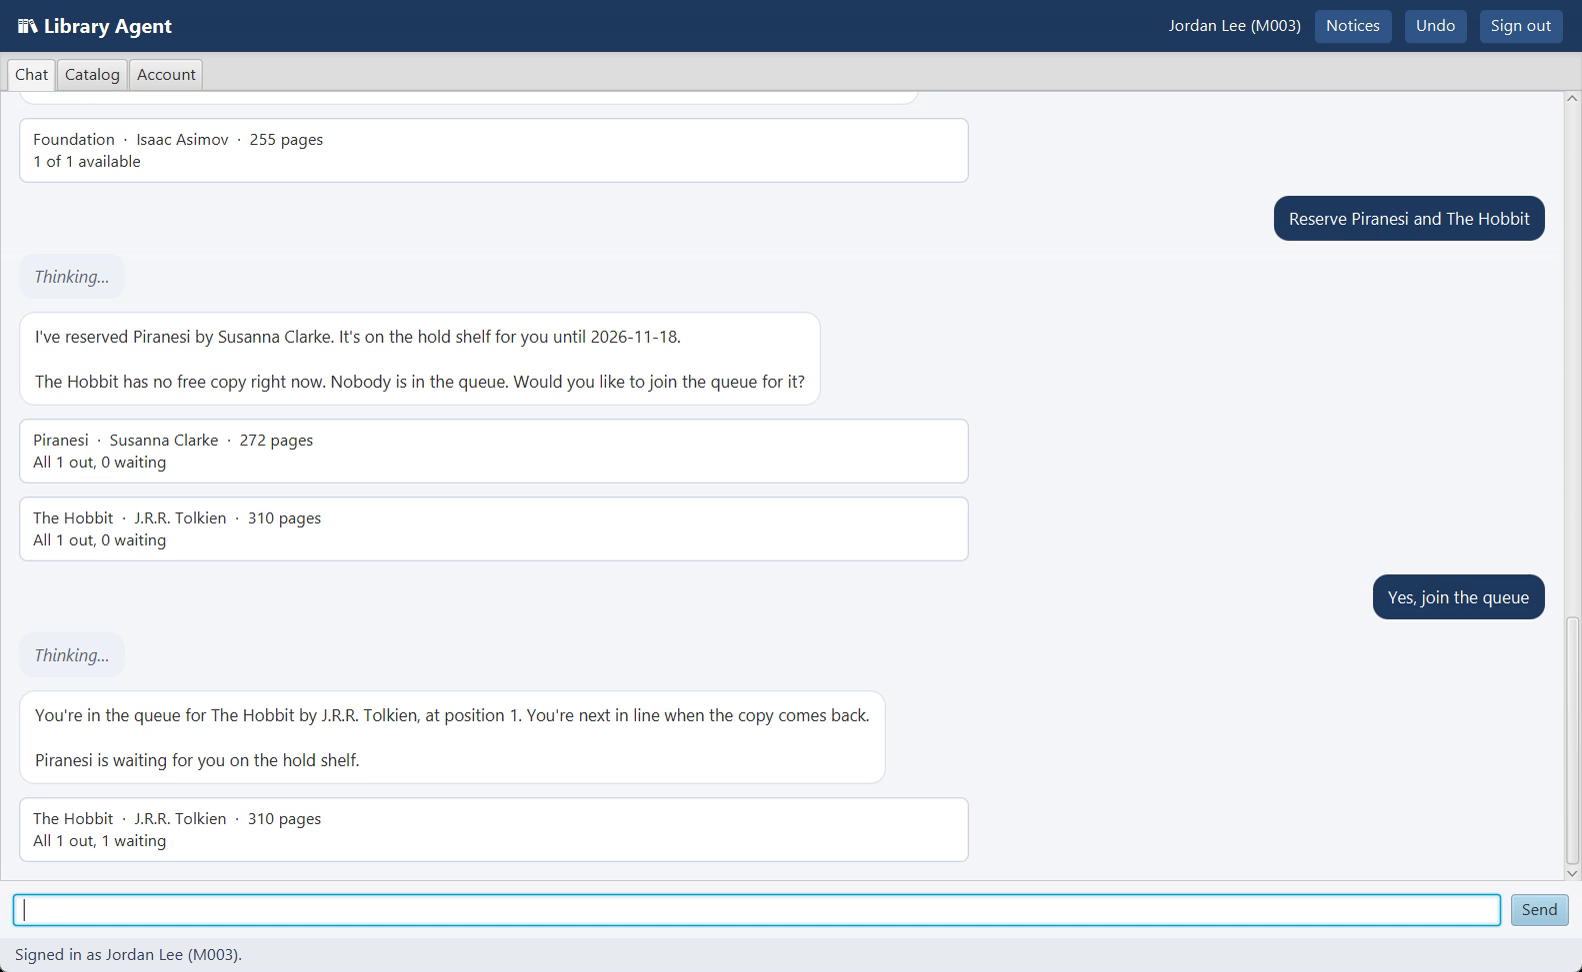 Library Agent
Jordan Lee (M003)
Notices
Undo
Sign out
Chat
Catalog
Account
Foundation · Isaac Asimov · 255 pages
1 of 1 available
Reserve Piranesi and The Hobbit
Thinking...
I've reserved Piranesi by Susanna Clarke. It's on the hold shelf for you until 2026-11-18.
The Hobbit has no free copy right now. Nobody is in the queue. Would you like to join the queue for it?
Piranesi · Susanna Clarke · 272 pages
All 1 out, 0 waiting
The Hobbit · J.R.R. Tolkien · 310 pages
All 1 out, 0 waiting
Yes, join the queue
Thinking...
You're in the queue for The Hobbit by J.R.R. Tolkien, at position 1. You're next in line when the copy comes back.
Piranesi is waiting for you on the hold shelf.
The Hobbit · J.R.R. Tolkien · 310 pages
All 1 out, 1 waiting
Send
Signed in as Jordan Lee (M003).